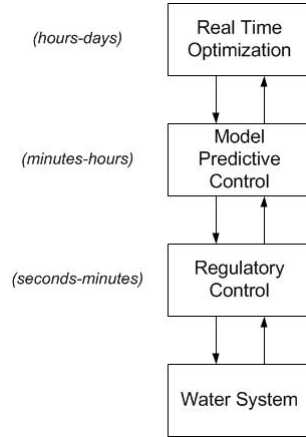 (hours-days)
Real Time
Optimization
(minutes-hours)
Model
Predictive
Control
(seconds-minutes)
Regulatory
Control
Water System